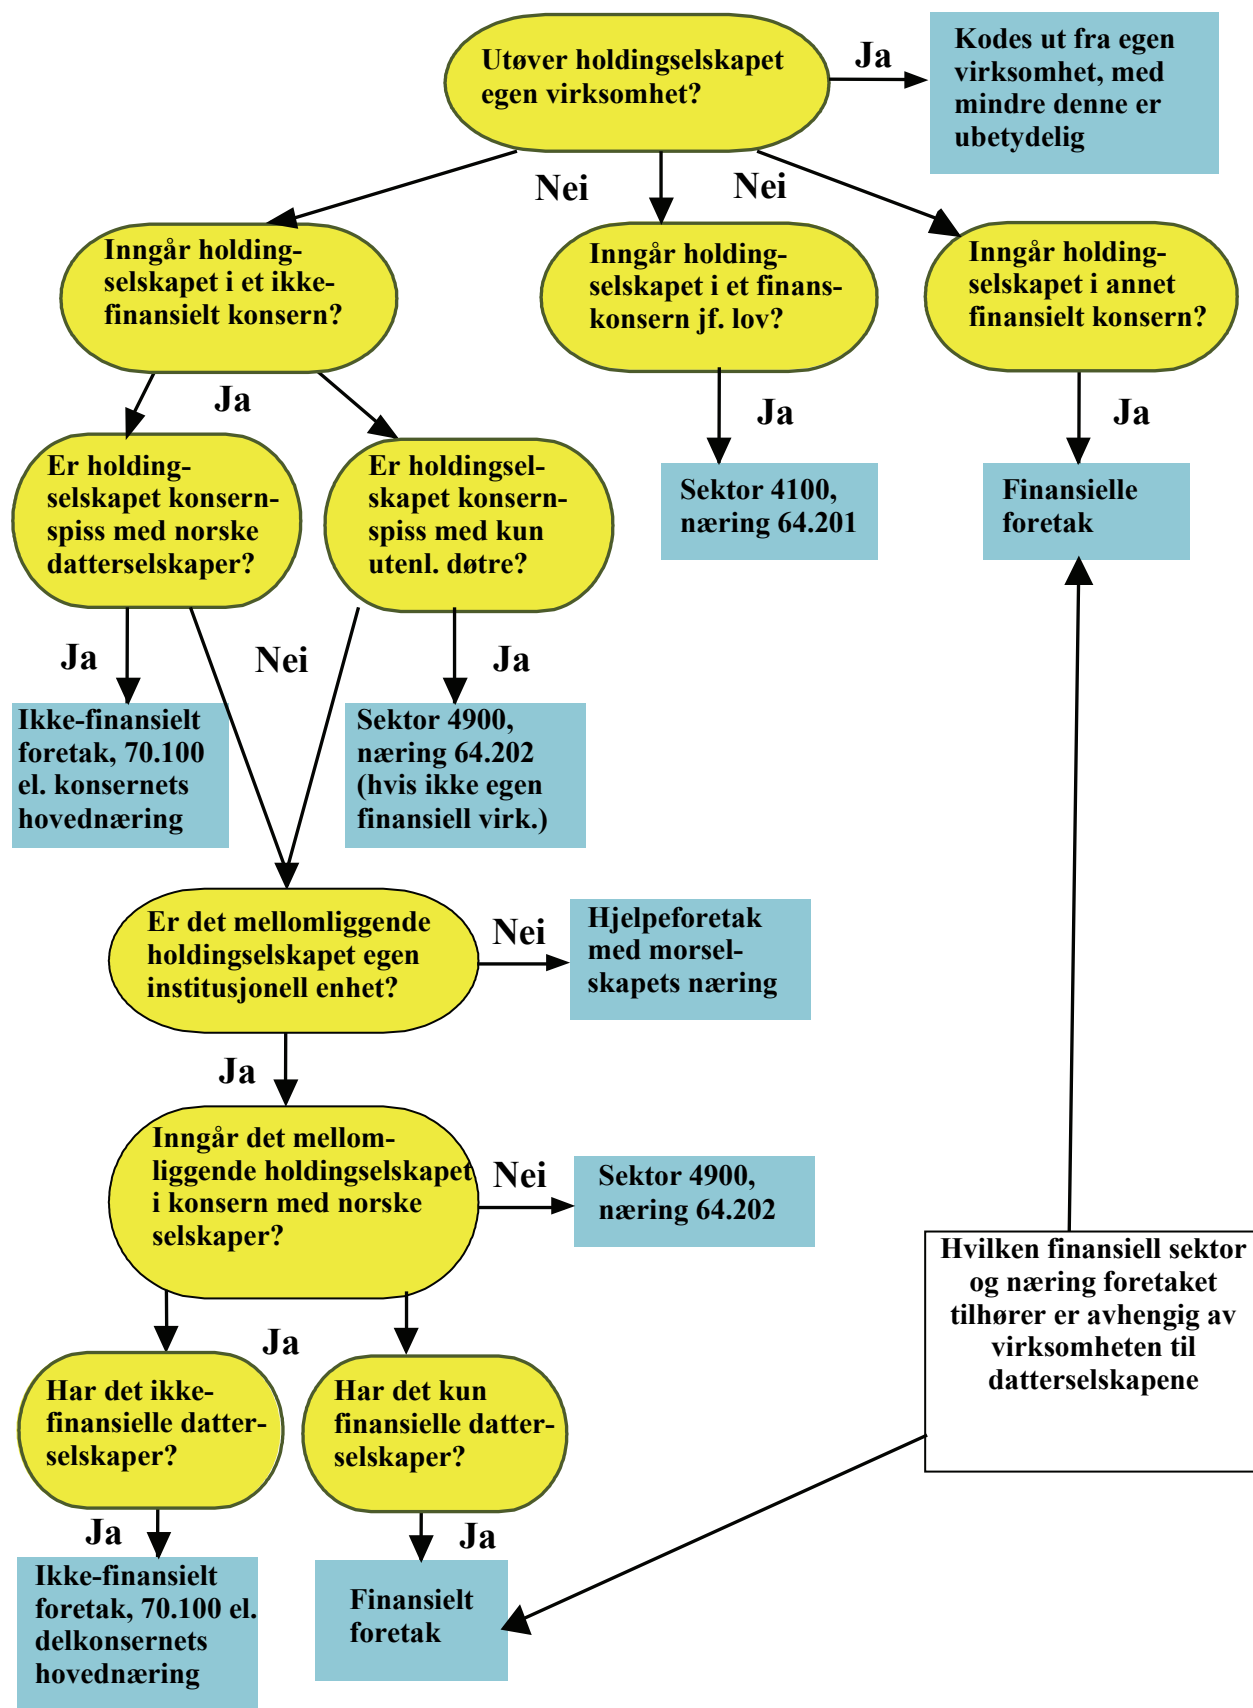 Utøver holdingselskapet
egen virksomhet?
Ja
Kodes ut fra egen
virksomhet, med
mindre denne er
ubetydelig
Nei
Nei
Inngår holding-
selskapet i et ikke-
finansielt konsern?
Inngår holding-
selskapet i et finans-
konsern jf. lov?
Inngår holding-
selskapet i annet
finansielt konsern?
Ja
Ja
Ja
Er holding-
selskapet konsern-
spiss med norske
datterselskaper?
Er holdingsel-
skapet konsern-
spiss med kun
utenl. døtre?
Sektor 4100,
næring 64.201
Finansielle
foretak
Ja
Nei
Ja
Ikke-finansielt
foretak, 70.100
el. konsernets
hovednæring
Sektor 4900,
næring 64.202
(hvis ikke egen
finansiell virk.)
Er det mellomliggende
holdingselskapet egen
institusjonell enhet?
Nei
Hjelpeforetak
med morsel-
skapets næring
Ja
Inngår det mellom-
liggende holdingselskapet
i konsern med norske
selskaper?
Nei
Sektor 4900,
næring 64.202
Hvilken finansiell sektor
og næring foretaket
tilhører er avhengig av
virksomheten til
datterselskapene
Ja
Har det ikke-
finansielle datter-
selskaper?
Har det kun
finansielle datter-
selskaper?
Ja
Ja
Ikke-finansielt
foretak, 70.100 el.
delkonsernets
hovednæring
Finansielt
foretak